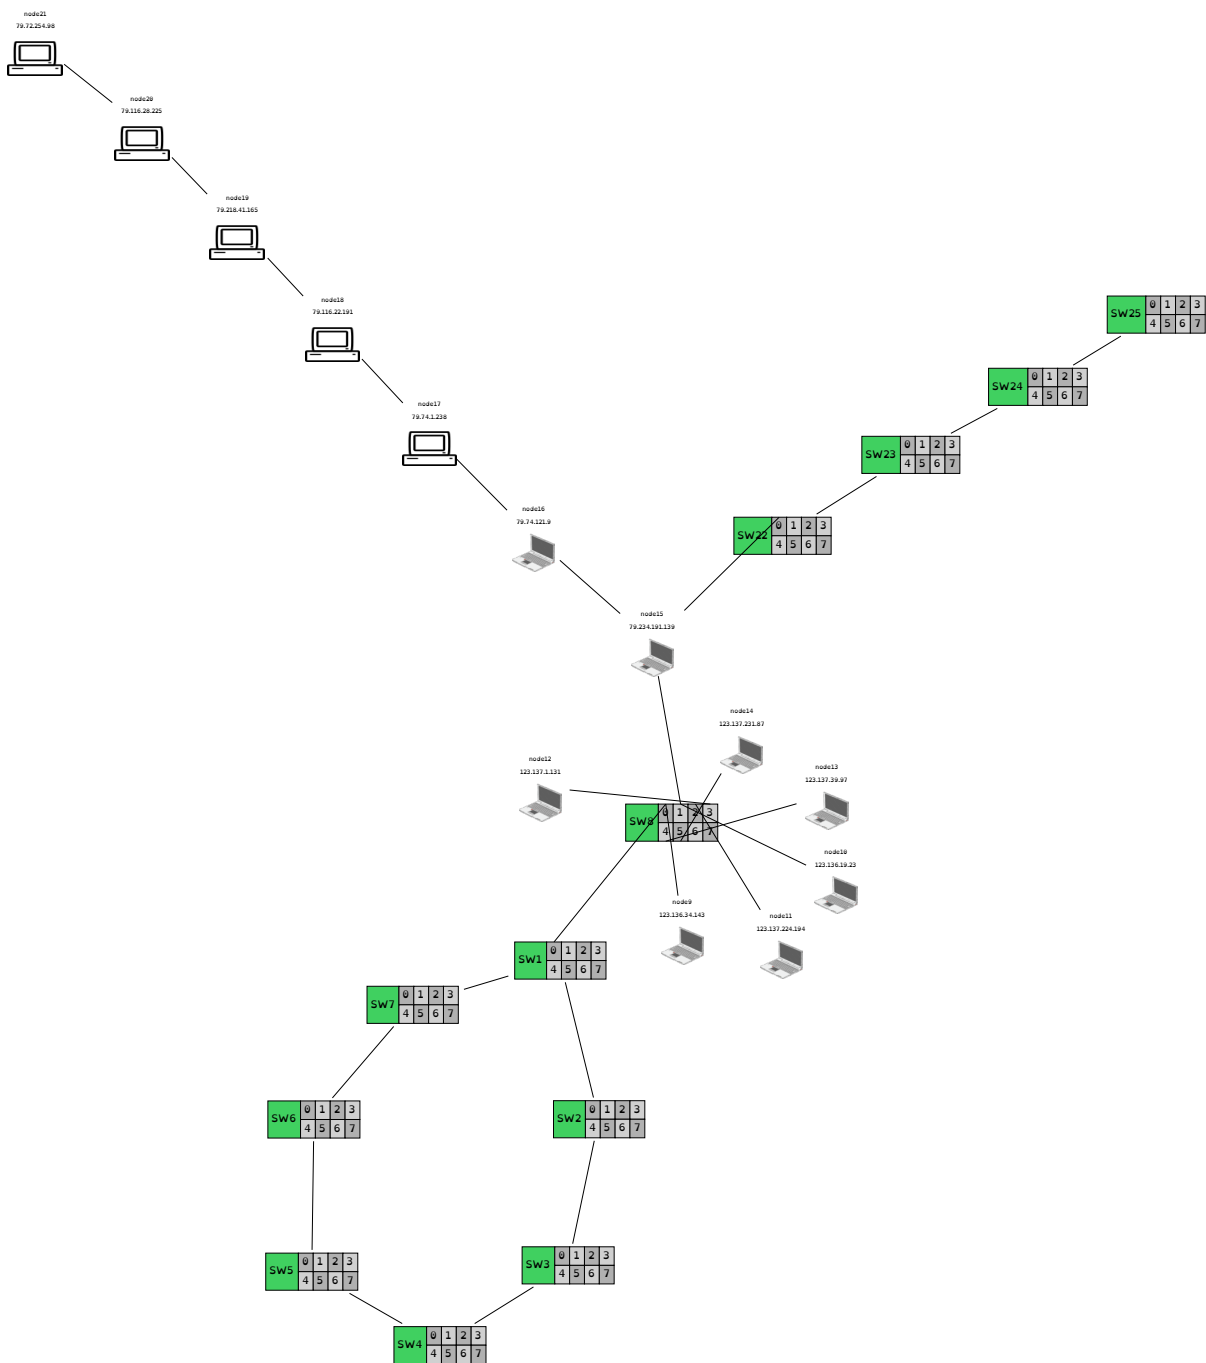 node21
79.72.254.98
node20
79.116.28.225
node19
79.218.41.165
node18
79.116.22.191
SW25 0 1 2 3
4 5 6 7
SW24 0 1 2 3
4 5 6 7
node17
79.74.1.238
SW23 0 1 2 3
4 5 6 7
node16
79.74.121.9
SW22 0 1 2 3
4 5 6 7
node15
79.234.191.139
node14
123.137.231.87
node12
123.137.1.131
node13
123.137.39.97
SW8 0 1 2 3
4 5 6 7
node10
123.136.19.23
node9
123.136.34.143
node11
123.137.224.194
SW1 0 1 2 3
4 5 6 7
SW7 0 1 2 3
4 5 6 7
SW6 0 1 2 3
4 5 6 7
SW2 0 1 2 3
4 5 6 7
SW5 0 1 2 3
4 5 6 7
SW3 0 1 2 3
4 5 6 7
SW4 0 1 2 3
4 5 6 7